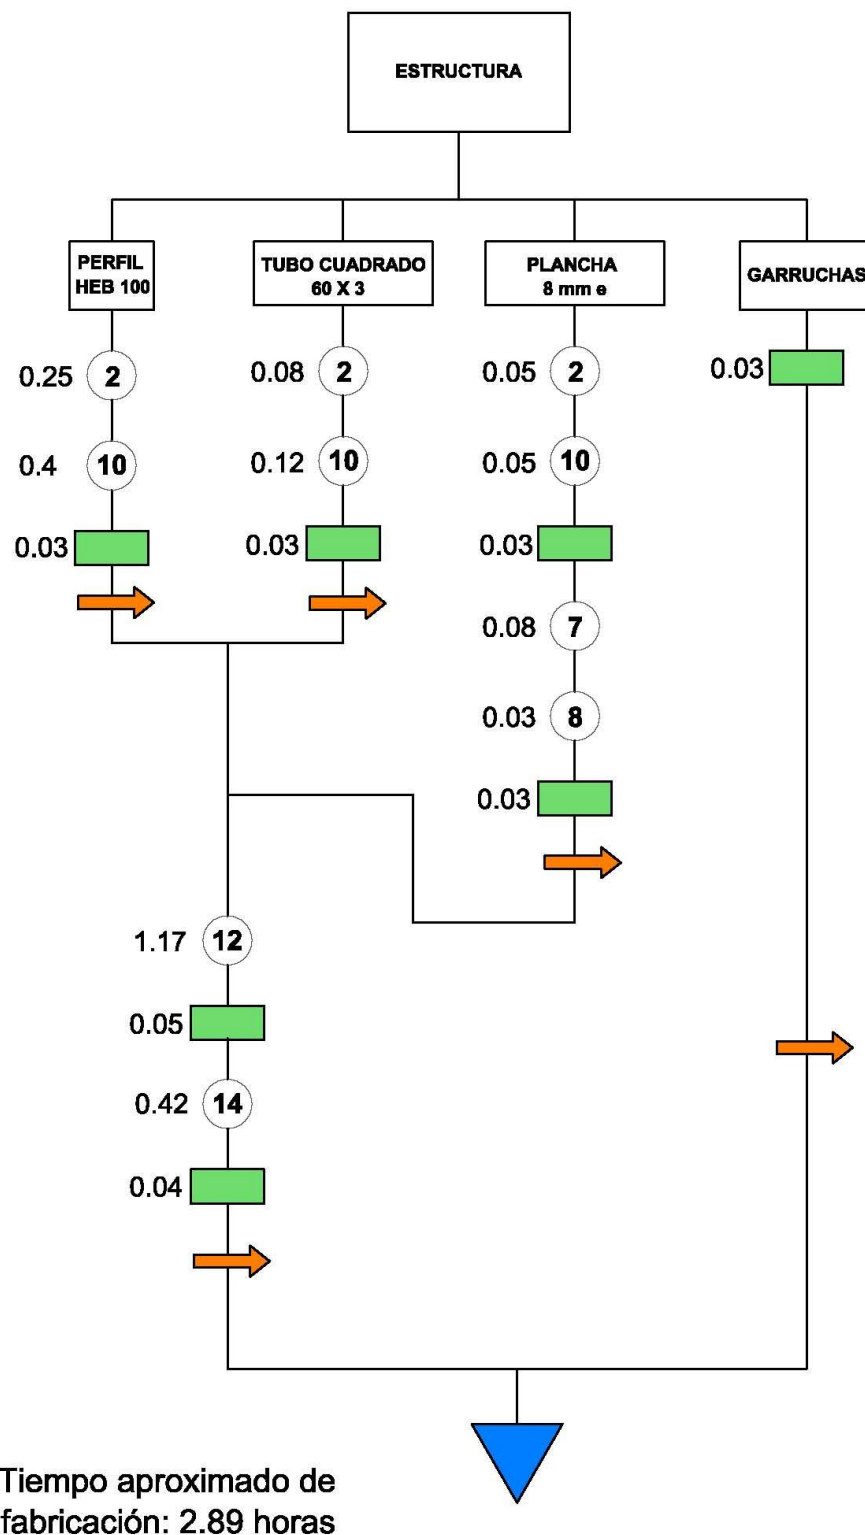 ESTRUCTURA
PERFIL
HEB 100
TUBO CUADRADO
60 X 3
PLANCHA
8 mm e
GARRUCHAS
0.25 2
0.08 2
0.05 2
0.03
0.4 10
0.12 10
0.05 10
0.03
0.03
0.03
0.08 7
0.03 8
0.03
1.17 12
0.05
0.42 14
0.04
Tiempo aproximado de
fabricación: 2.89 horas